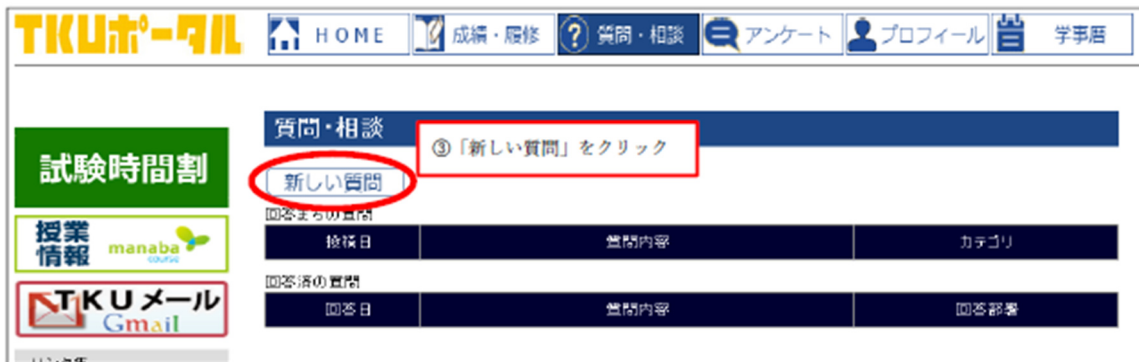 TKUポータル
HOME
成績・履修
質問・相談
アンケート
プロフィール
学事暦
質問・相談
③「新しい質問」をクリック
新しい質問
試験時間割
授業
情報
manaba
course
TKUメール
Gmail
回答まちの質問
投稿日
質問内容
カテゴリ
回答済の質問
回答日
質問内容
回答部署